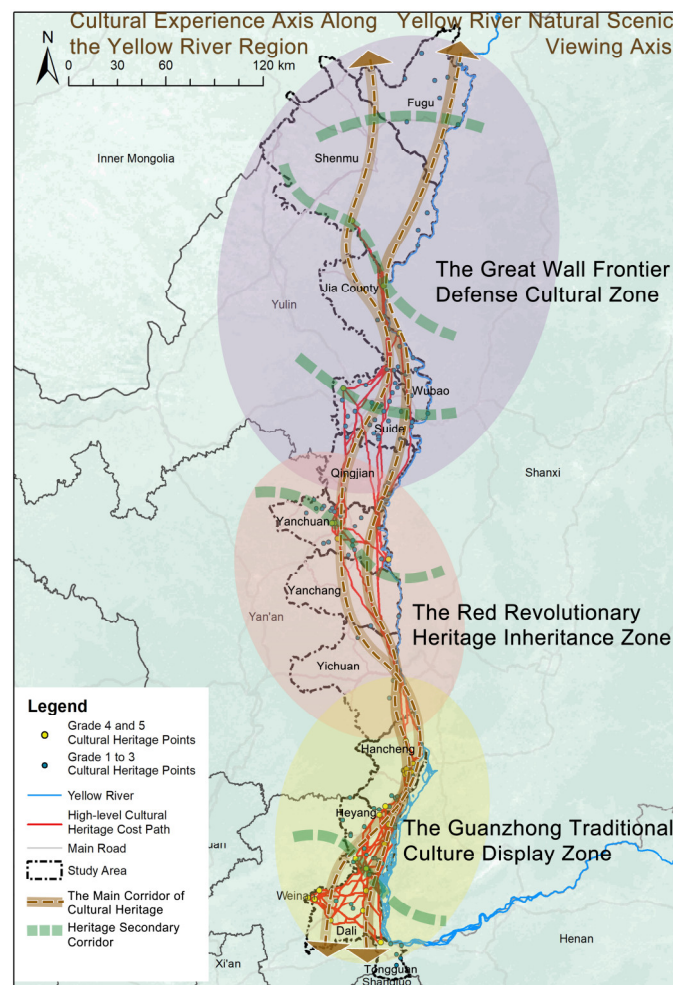 Cultural Experience Axis Along
the Yellow River Region
Yellow River Natural Scenic
Viewing Axis
N
0 30 60 120 km
Fugu
Inner Mongolia
Shenmu
The Great Wall Frontier
Defense Cultural Zone
Jia County
Yulin
Wubao
Suide
Qingjian
Shanxi
Yanchuan
Yanchang
The Red Revolutionary
Heritage Inheritance Zone
Yan'an
Yichuan
Hancheng
Heyang
The Guanzhong Traditional
Culture Display Zone
Weinan
Dali
Henan
Tongguan
Shangluo
Xi'an
Legend
Grade 4 and 5
Cultural Heritage Points
Grade 1 to 3
Cultural Heritage Points
Yellow River
High-level Cultural
Heritage Cost Path
Main Road
Study Area
The Main Corridor of
Cultural Heritage
Heritage Secondary
Corridor